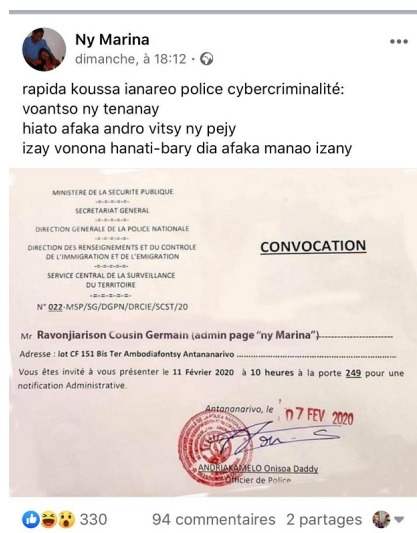 Ny Marina
dimanche, à 18:12 ·
rapida koussa ianareo police cybercriminalité:
voantso ny tenanay
hiato afaka andro vitsy ny pejy
izay vonona hanati-bary dia afaka manao izany
MINISTERE DE LA SECURITE PUBLIQUE
-=-=-=-=-
SECRETARIAT GENERAL
-=-=-=-=-
DIRECTION GENERALE DE LA POLICE NATIONALE
-=-=-=-=-
DIRECTION DES RENSEIGNEMENTS ET DU CONTROLE
DE L'IMMIGRATION ET DE L'EMIGRATION
-=-=-=-=-
SERVICE CENTRAL DE LA SURVEILLANCE
DU TERRITOIRE
-=-=-=-=-
N° 022-MSP/SG/DGPN/DRCIE/SCST/20
CONVOCATION
Mr Ravonjiarison Cousin Germain (admin page "ny Marina")
Adresse : lot CF 151 Bis Ter Ambodiafontsy Antananarivo
Vous êtes invité à vous présenter le 11 Février 2020 à 10 heures à la porte 249 pour une
notification Administrative.
Antananarivo, le 07 FEV 2020
ANDRIAKAMELO Onisoa Daddy
Officier de Police
330
94 commentaires 2 partages